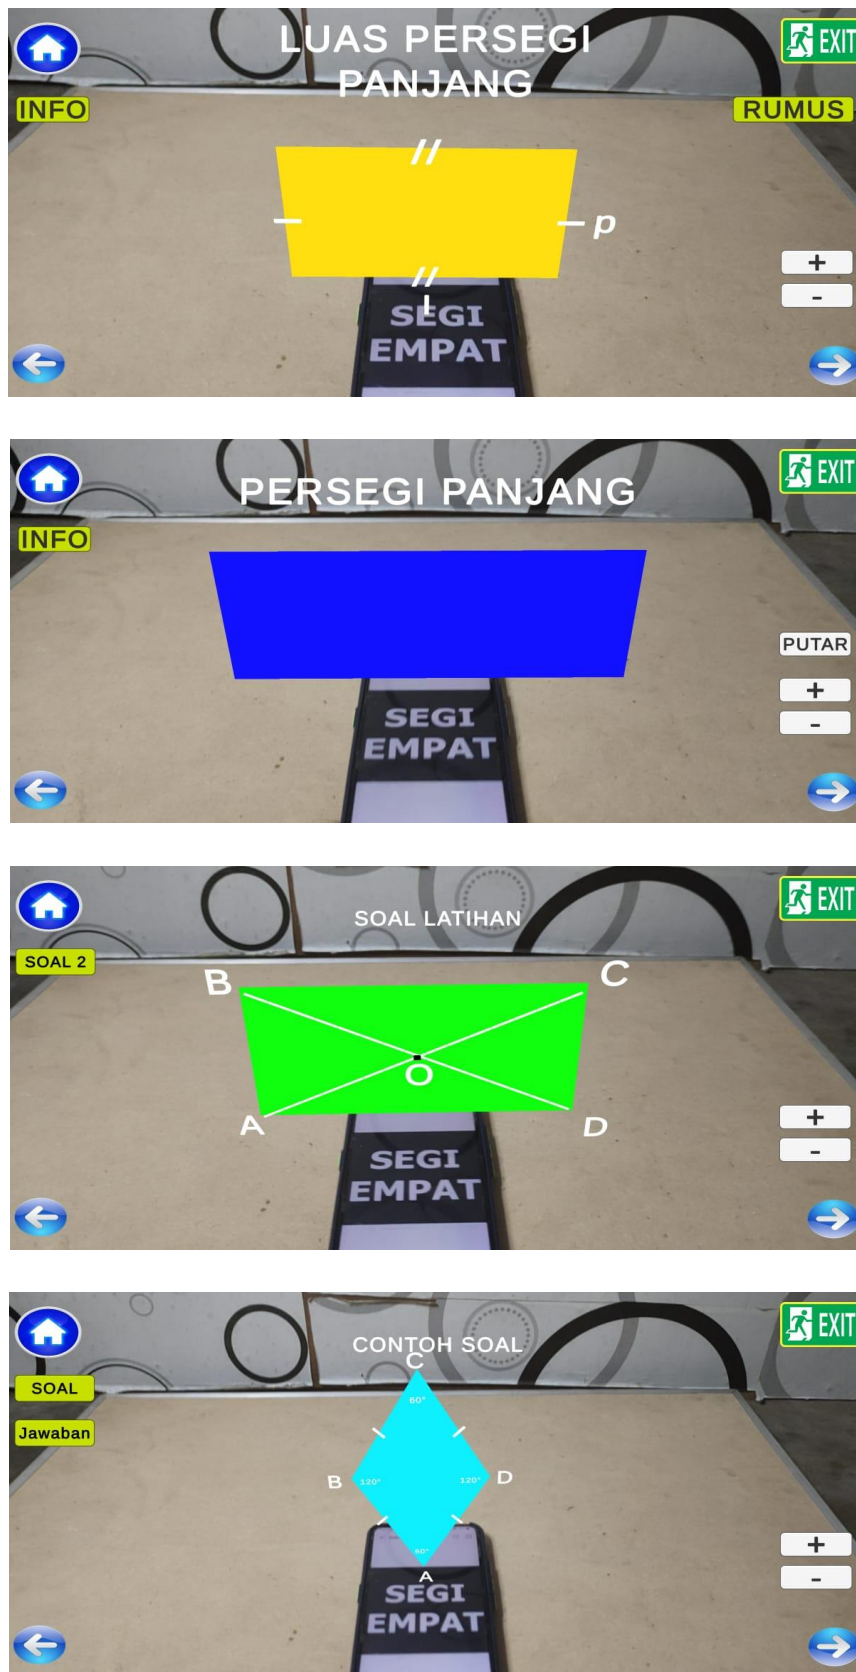 LUAS PERSEGI
PANJANG
EXIT
INFO
RUMUS
p
+
-
l
SEGI
EMPAT
PERSEGI PANJANG
EXIT
INFO
PUTAR
+
-
SEGI
EMPAT
SOAL LATIHAN
EXIT
SOAL 2
B
C
O
A
D
+
-
SEGI
EMPAT
CONTOH SOAL
EXIT
C
SOAL
60°
Jawaban
B
120°
120°
D
60°
A
+
-
SEGI
EMPAT